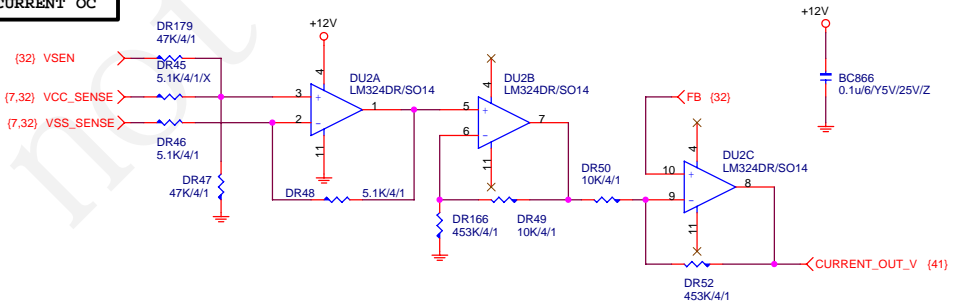 CURRENT OC
+12V
+12V
DR179
47K/4/1
{32} VSEN
DR45
5.1K/4/1/X
{7,32} VCC_SENSE
{7,32} VSS_SENSE
DR46
5.1K/4/1
DR47
47K/4/1
DU2A
LM324DR/SO14
3
2
1
4
11
+
−
DR48
5.1K/4/1
DU2B
LM324DR/SO14
5
6
7
4
11
+
−
DR166
453K/4/1
DR49
10K/4/1
DR50
10K/4/1
FB {32}
DU2C
LM324DR/SO14
10
9
8
4
11
+
−
DR52
453K/4/1
CURRENT_OUT_V {41}
BC866
0.1u/6/Y5V/25V/Z
not